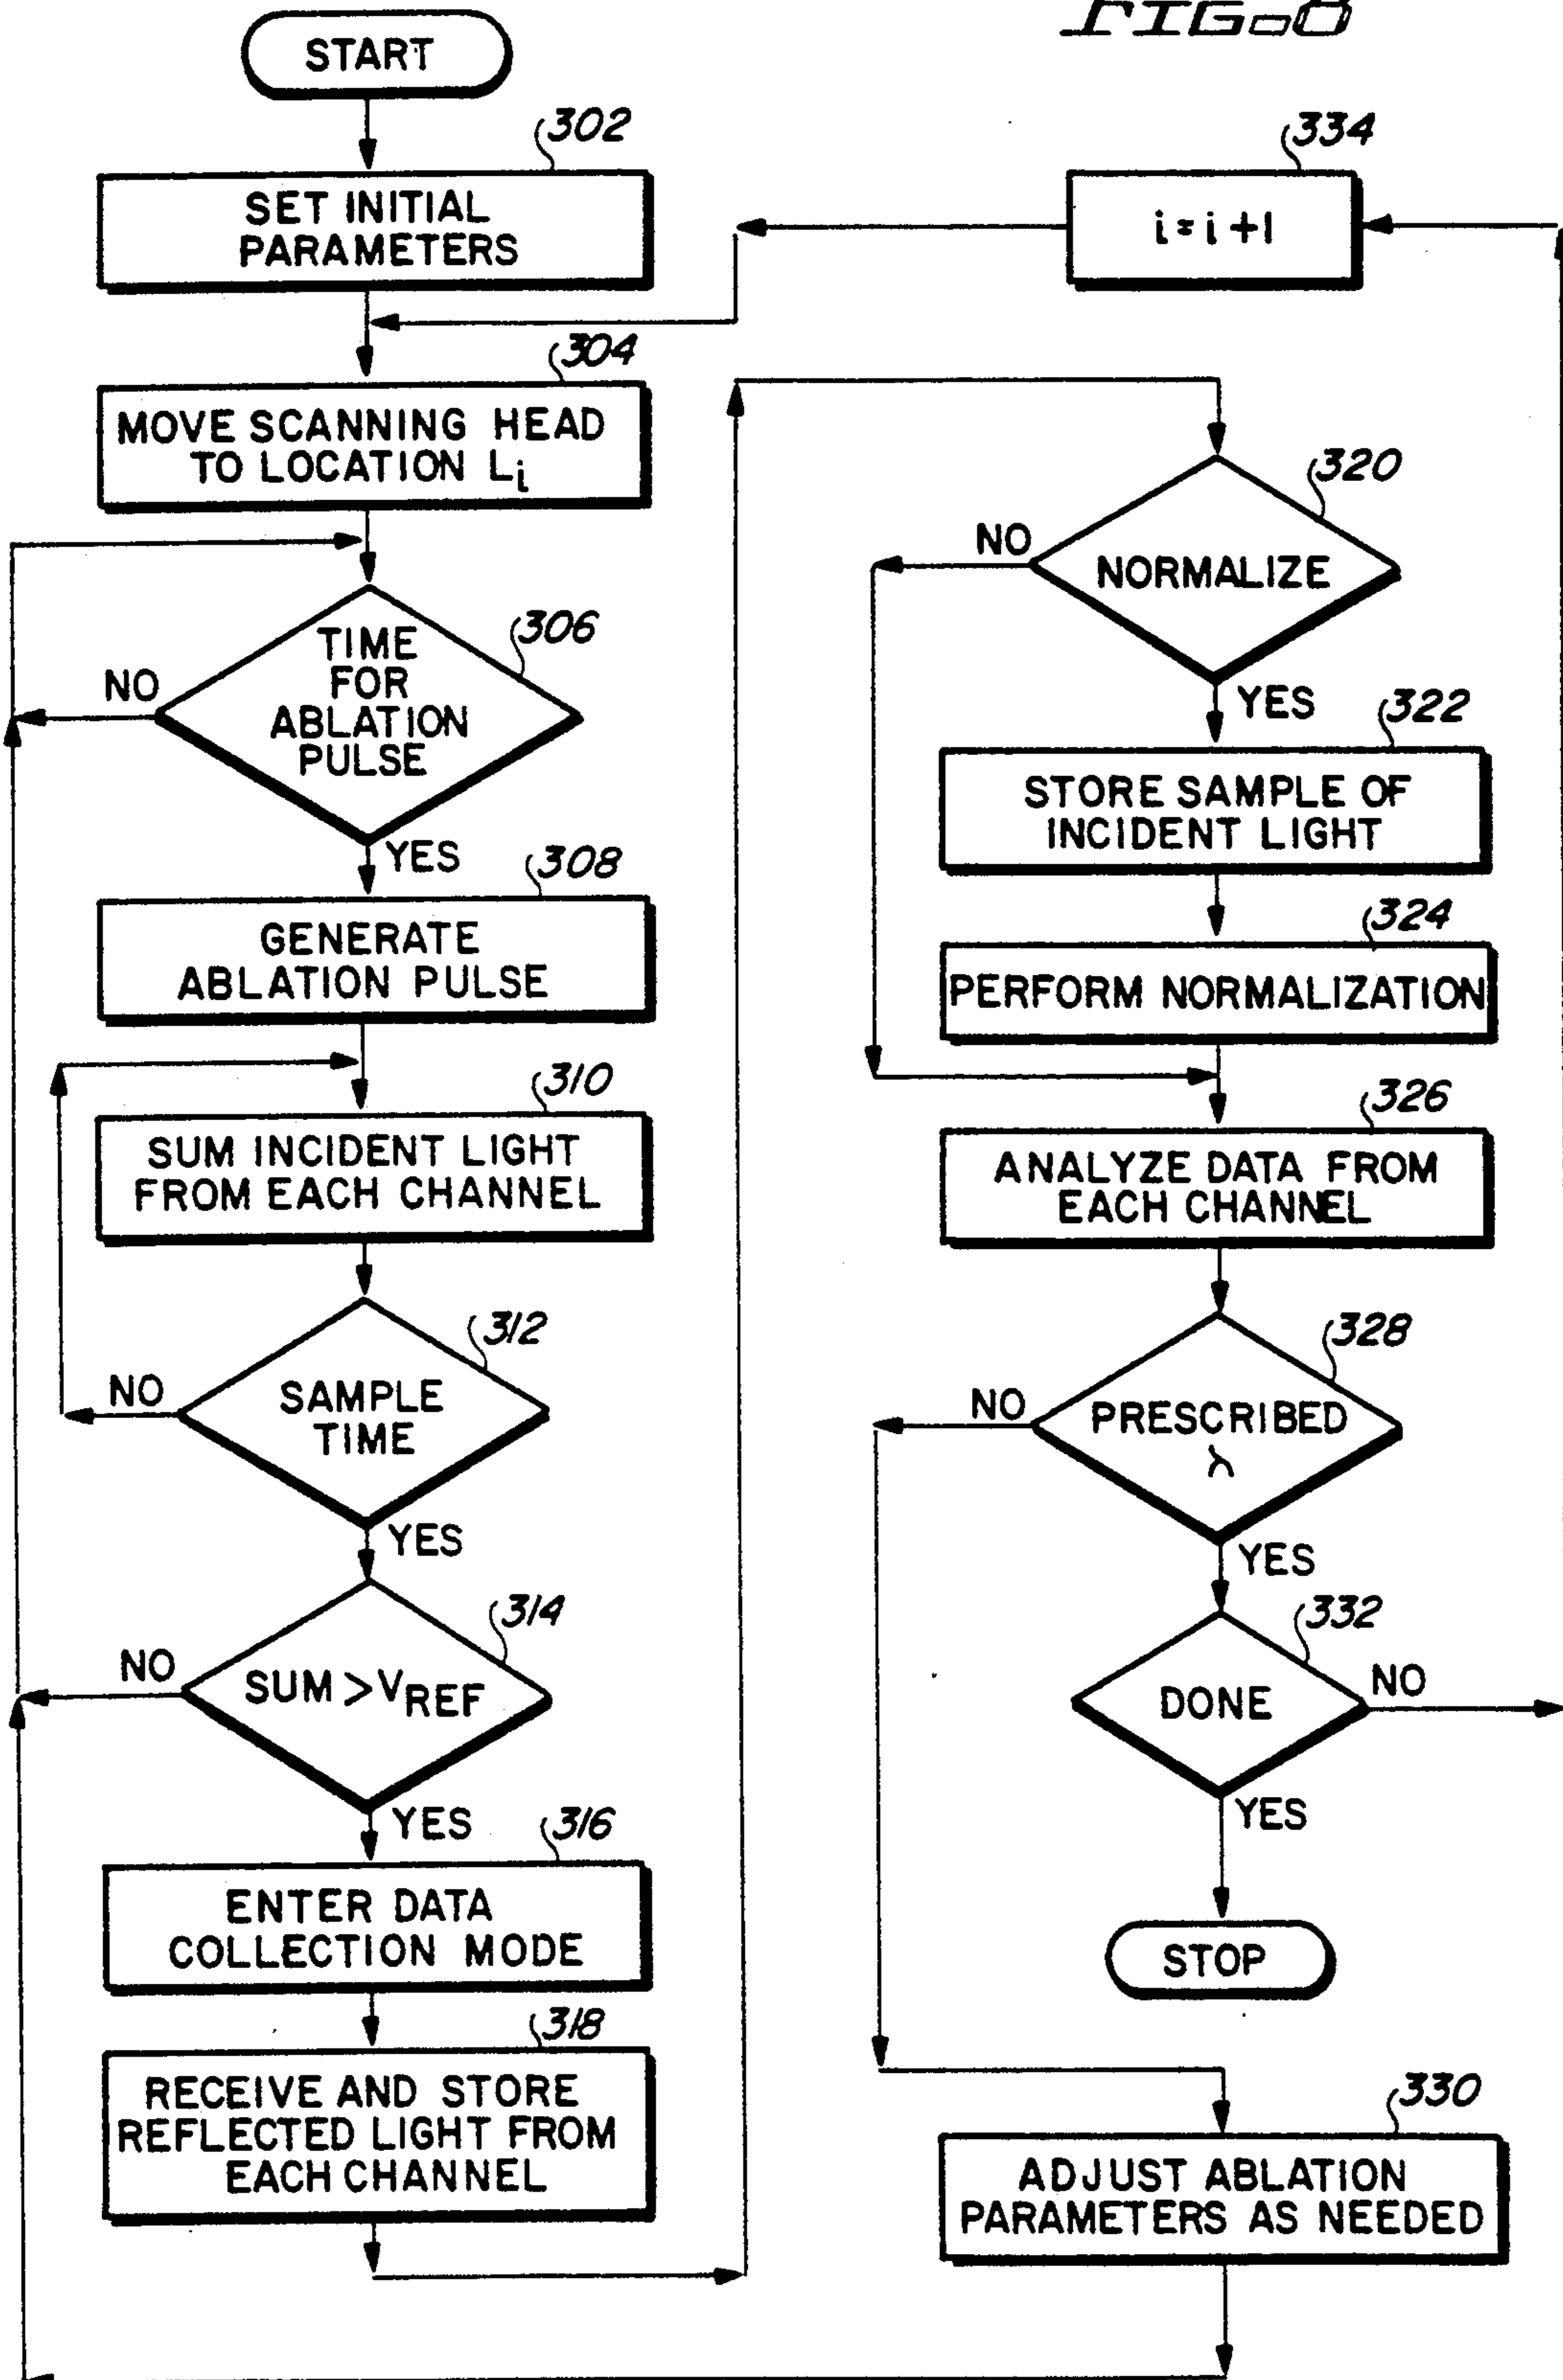 FIG. 8
START
302
SET INITIAL
PARAMETERS
304
MOVE SCANNING HEAD
TO LOCATION Li
306
TIME
FOR
ABLATION
PULSE
NO
YES
308
GENERATE
ABLATION PULSE
310
SUM INCIDENT LIGHT
FROM EACH CHANNEL
312
SAMPLE
TIME
NO
YES
314
SUM > VREF
NO
YES
316
ENTER DATA
COLLECTION MODE
318
RECEIVE AND STORE
REFLECTED LIGHT FROM
EACH CHANNEL
334
i = i + 1
320
NORMALIZE
NO
YES
322
STORE SAMPLE OF
INCIDENT LIGHT
324
PERFORM NORMALIZATION
326
ANALYZE DATA FROM
EACH CHANNEL
328
PRESCRIBED
λ
NO
YES
332
DONE
NO
YES
STOP
330
ADJUST ABLATION
PARAMETERS AS NEEDED